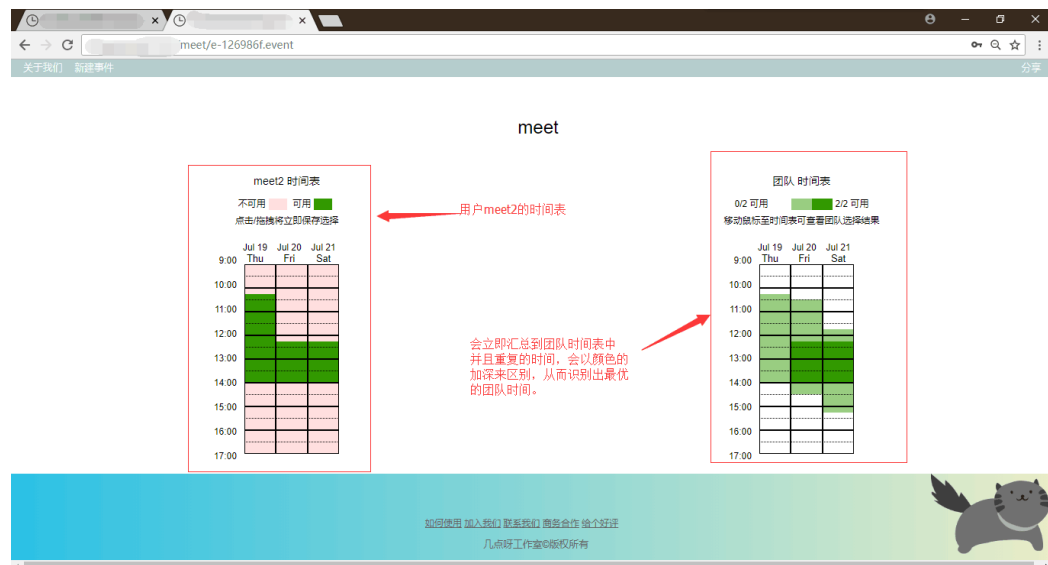 meet/e-126986f.event
关于我们 新建事件 分享
meet
meet2 时间表
不可用 可用
点击/拖拽将立即保存选择
Jul 19 Jul 20 Jul 21
Thu Fri Sat
9:00
10:00
11:00
12:00
13:00
14:00
15:00
16:00
17:00
用户meet2的时间表
会立即汇总到团队时间表中
并且重复的时间，会以颜色的
加深来区别，从而识别出最优
的团队时间。
团队 时间表
0/2 可用 2/2 可用
移动鼠标至时间表可查看团队选择结果
Jul 19 Jul 20 Jul 21
Thu Fri Sat
9:00
10:00
11:00
12:00
13:00
14:00
15:00
16:00
17:00
如何使用 加入我们 联系我们 商务合作 给个好评
几点呀工作室©版权所有